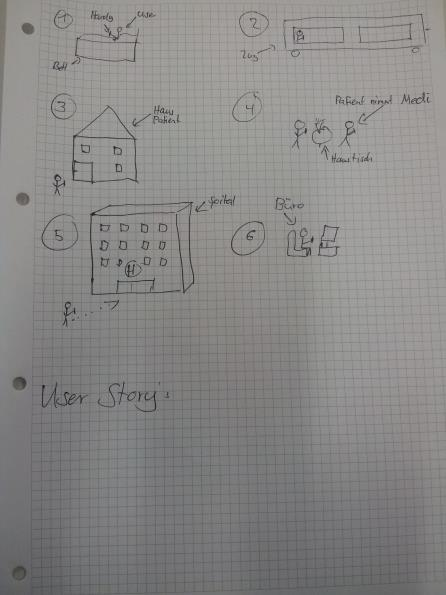 1
Handy
User
Bett
2
Zug
3
Haus
Patient
4
Patient nimmt Medi
Haustisch
5
Spital
H
6
Büro
User Story: